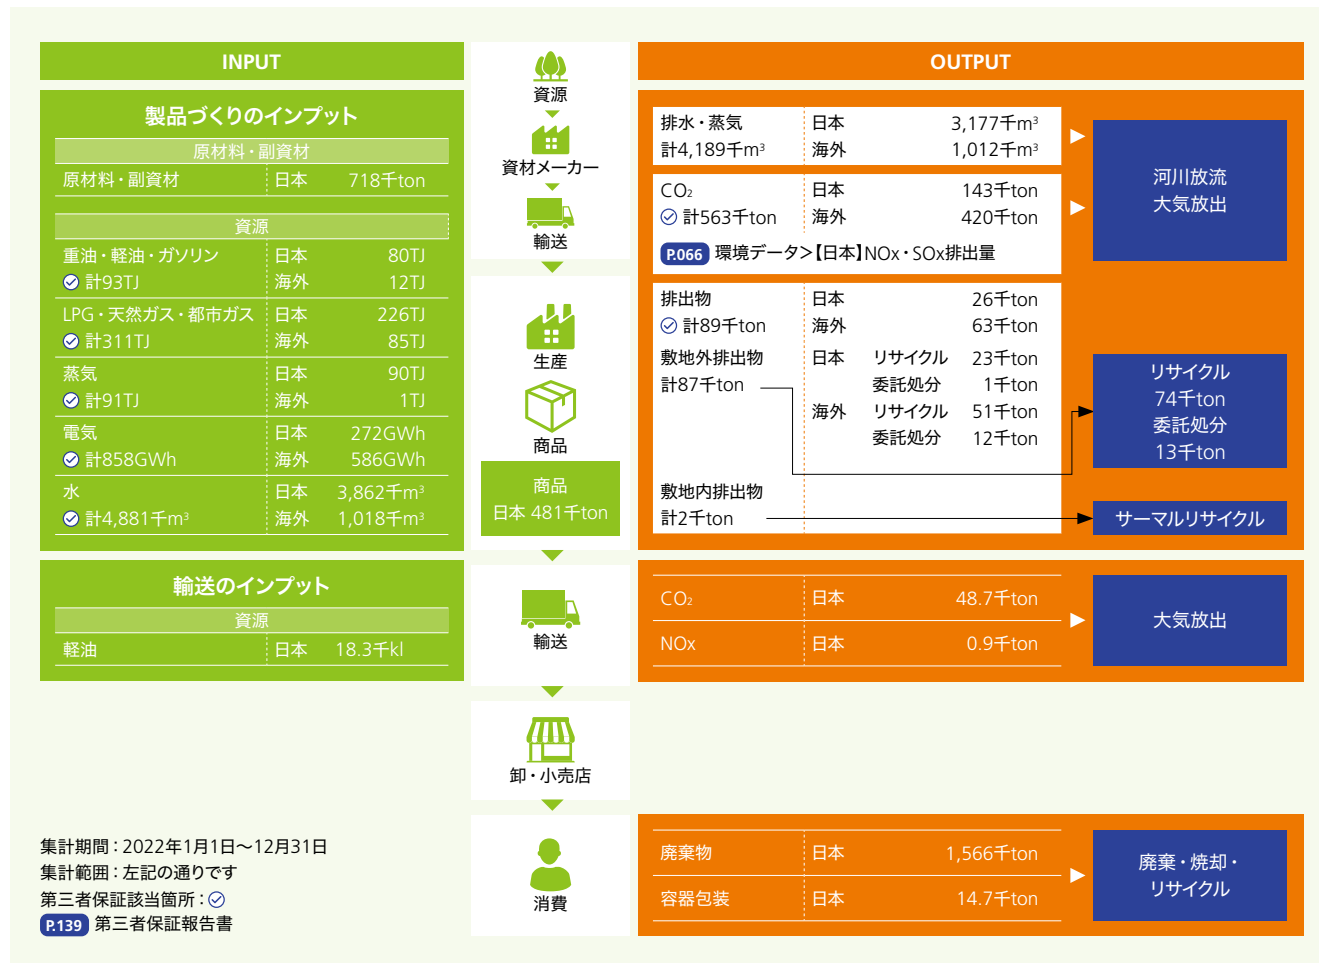 INPUT
製品づくりのインプット
原材料・副資材
原材料・副資材 日本 718千ton
資源
重油・軽油・ガソリン 日本 80TJ
計93TJ 海外 12TJ
LPG・天然ガス・都市ガス 日本 226TJ
計311TJ 海外 85TJ
蒸気 日本 90TJ
計91TJ 海外 1TJ
電気 日本 272GWh
計858GWh 海外 586GWh
水 日本 3,862千m³
計4,881千m³ 海外 1,018千m³
輸送のインプット
資源
軽油 日本 18.3千kl
集計期間：2022年1月1日～12月31日
集計範囲：左記の通りです
第三者保証該当箇所：
P.139 第三者保証報告書
資源
資材メーカー
輸送
生産
商品
商品
日本 481千ton
輸送
卸・小売店
消費
OUTPUT
排水・蒸気 日本 3,177千m³
計4,189千m³ 海外 1,012千m³
CO₂ 日本 143千ton
計563千ton 海外 420千ton
P.066 環境データ＞【日本】NOx・SOx排出量
河川放流
大気放出
排出物 日本 26千ton
計89千ton 海外 63千ton
敷地外排出物 日本 リサイクル 23千ton
計87千ton 委託処分 1千ton
海外 リサイクル 51千ton
委託処分 12千ton
リサイクル
74千ton
委託処分
13千ton
敷地内排出物
計2千ton
サーマルリサイクル
CO₂ 日本 48.7千ton
NOx 日本 0.9千ton
大気放出
廃棄物 日本 1,566千ton
容器包装 日本 14.7千ton
廃棄・焼却・
リサイクル